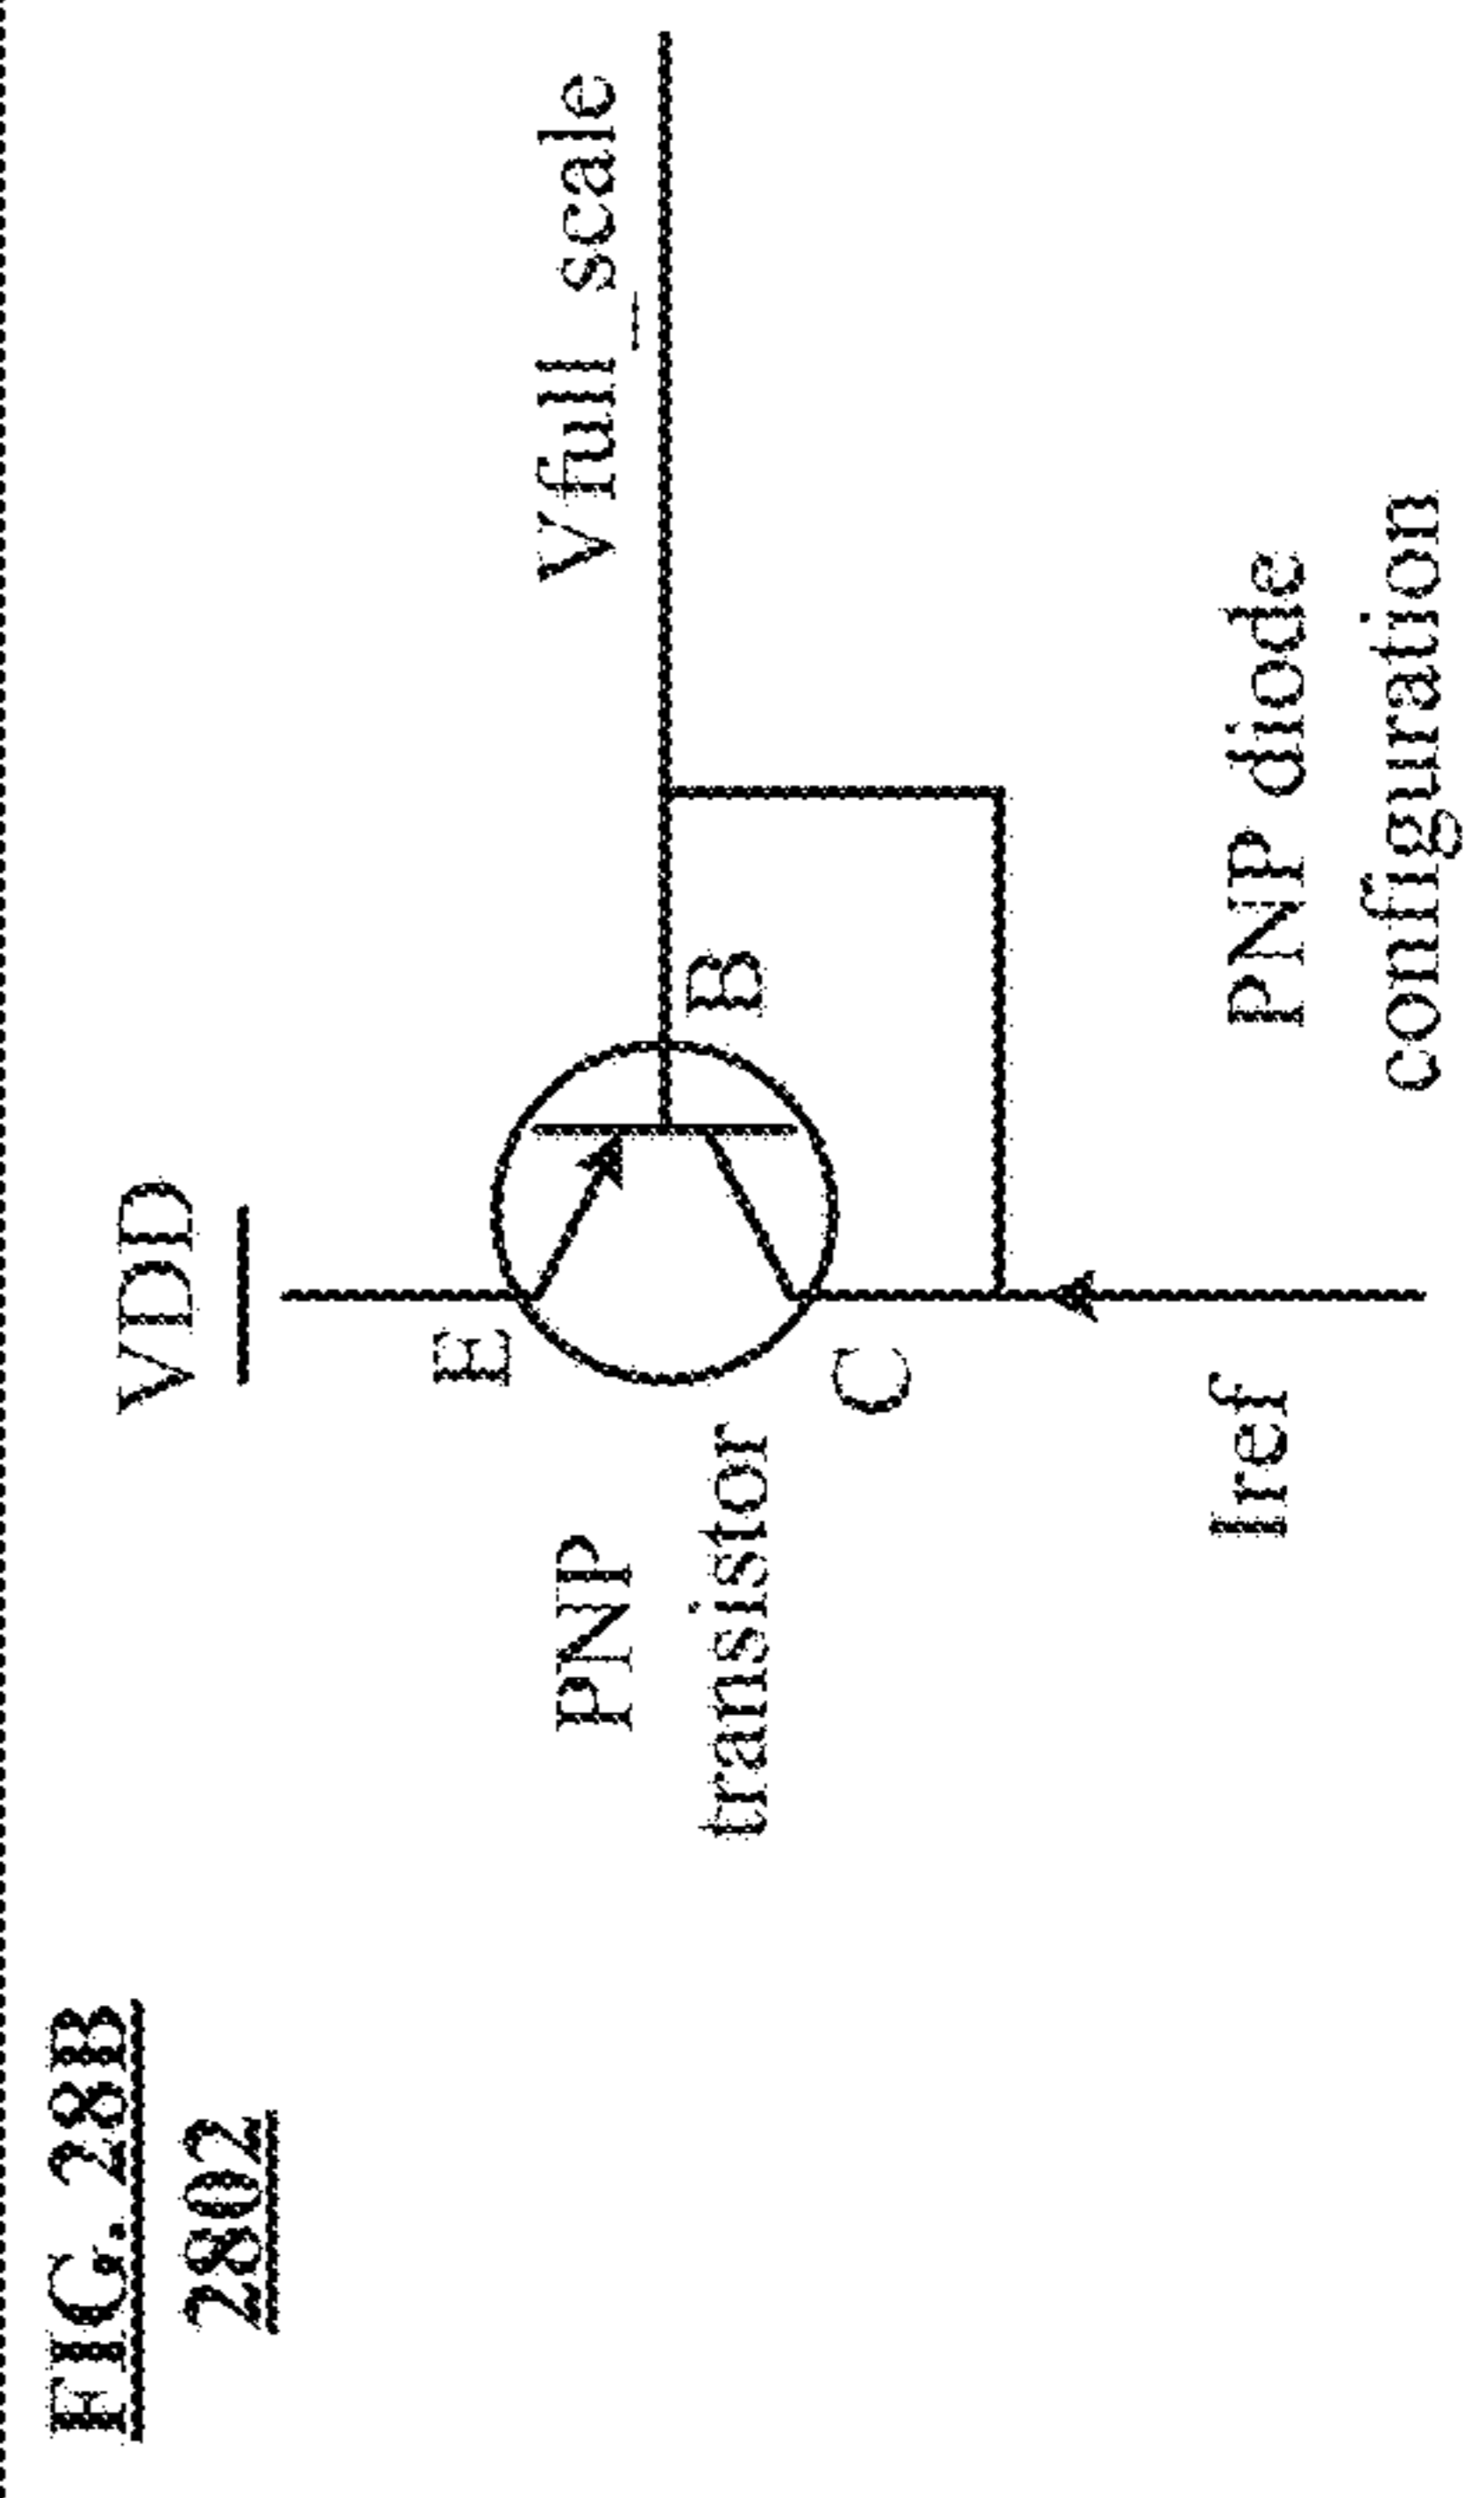 FIG. 28B
2802
VDD
E
Vfull_scale
PNP
transistor
B
C
Iref
PNP diode
configuration